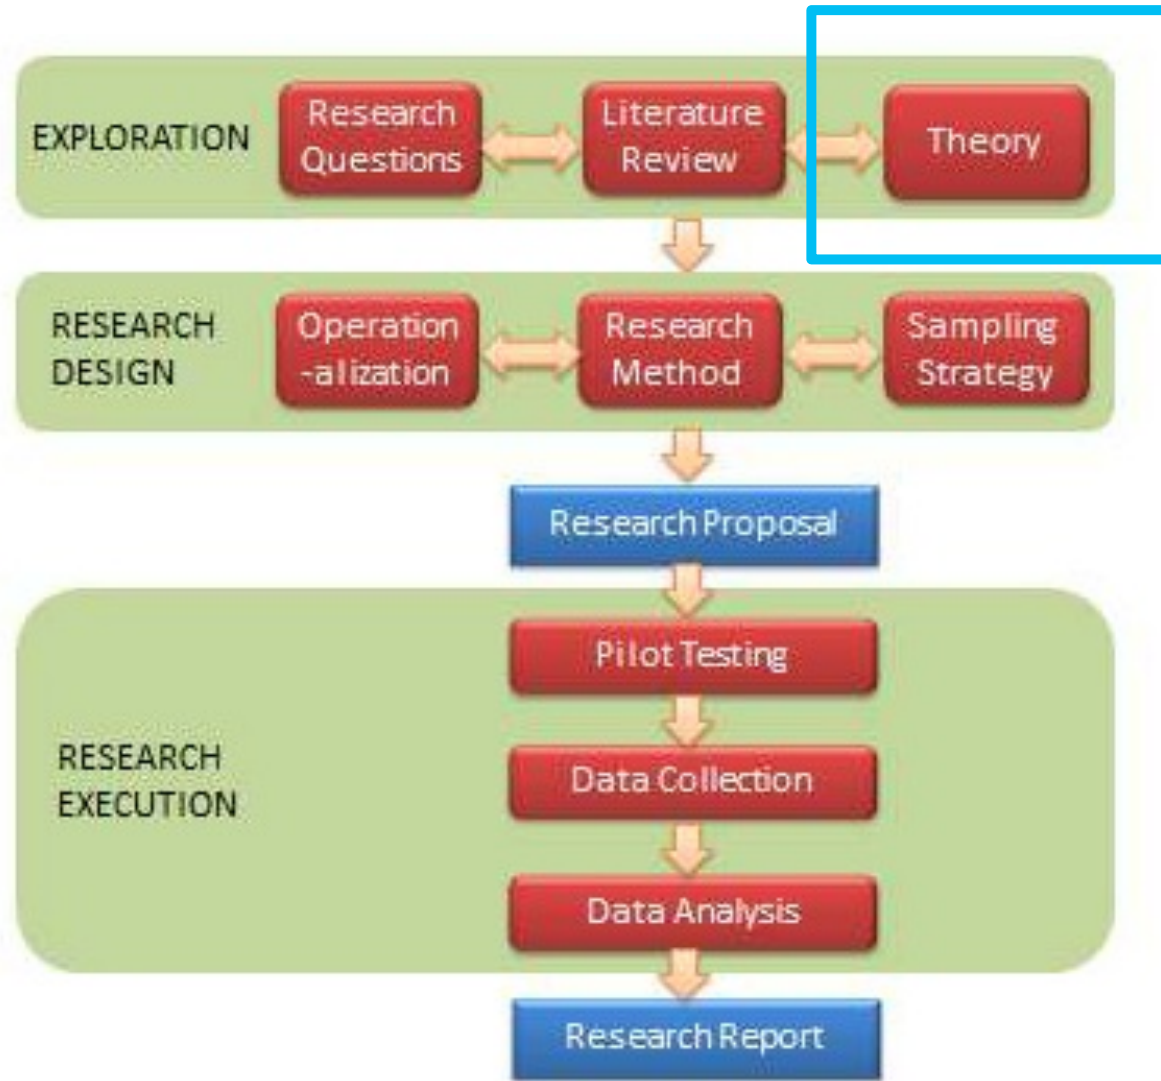 EXPLORATION
Research
Questions
Literature
Review
Theory
RESEARCH
DESIGN
Operation
-alization
Research
Method
Sampling
Strategy
Research Proposal
RESEARCH
EXECUTION
Pilot Testing
Data Collection
Data Analysis
Research Report